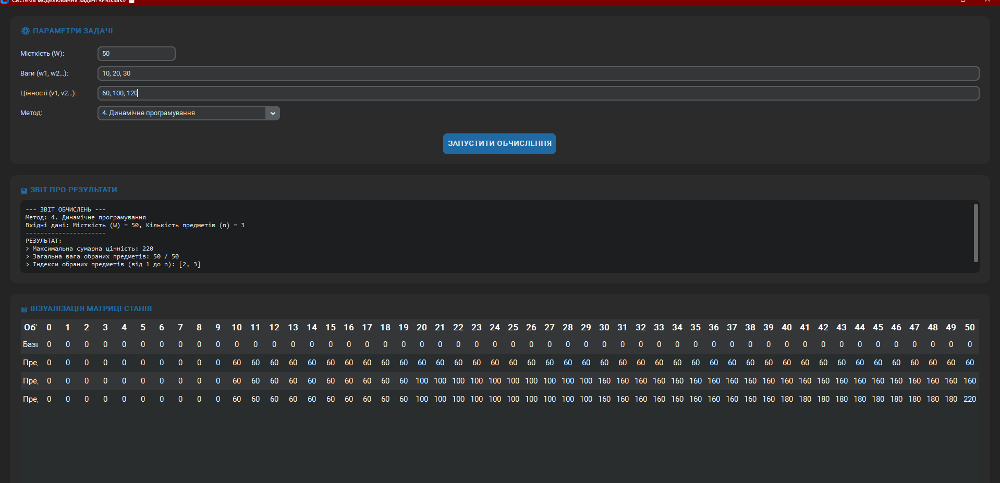 Система моделювання задачі «Рюкзак»
ПАРАМЕТРИ ЗАДАЧІ
Місткість (W): 50
Ваги (w1, w2...): 10, 20, 30
Цінності (v1, v2...): 60, 100, 120
Метод: 4. Динамічне програмування
ЗАПУСТИТИ ОБЧИСЛЕННЯ
ЗВІТ ПРО РЕЗУЛЬТАТИ
--- ЗВІТ ОБЧИСЛЕНЬ ---
Метод: 4. Динамічне програмування
Вхідні дані: Місткість (W) = 50, Кількість предметів (n) = 3
----------------------
РЕЗУЛЬТАТ:
> Максимальна сумарна цінність: 220
> Загальна вага обраних предметів: 50 / 50
> Індекси обраних предметів (від 1 до n): [2, 3]
ВІЗУАЛІЗАЦІЯ МАТРИЦІ СТАНІВ
Об' 0 1 2 3 4 5 6 7 8 9 10 11 12 13 14 15 16 17 18 19 20 21 22 23 24 25 26 27 28 29 30 31 32 33 34 35 36 37 38 39 40 41 42 43 44 45 46 47 48 49 50
Бази 0 0 0 0 0 0 0 0 0 0 0 0 0 0 0 0 0 0 0 0 0 0 0 0 0 0 0 0 0 0 0 0 0 0 0 0 0 0 0 0 0 0 0 0 0 0 0 0 0 0 0
Пред 0 0 0 0 0 0 0 0 0 0 60 60 60 60 60 60 60 60 60 60 60 60 60 60 60 60 60 60 60 60 60 60 60 60 60 60 60 60 60 60 60 60 60 60 60 60 60 60 60 60 60
Пред 0 0 0 0 0 0 0 0 0 0 60 60 60 60 60 60 60 60 60 60 100 100 100 100 100 100 100 100 100 100 160 160 160 160 160 160 160 160 160 160 160 160 160 160 160 160 160 160 160 160 160
Пред 0 0 0 0 0 0 0 0 0 0 60 60 60 60 60 60 60 60 60 60 100 100 100 100 100 100 100 100 100 100 160 160 160 160 160 160 160 160 160 160 180 180 180 180 180 180 180 180 180 180 220